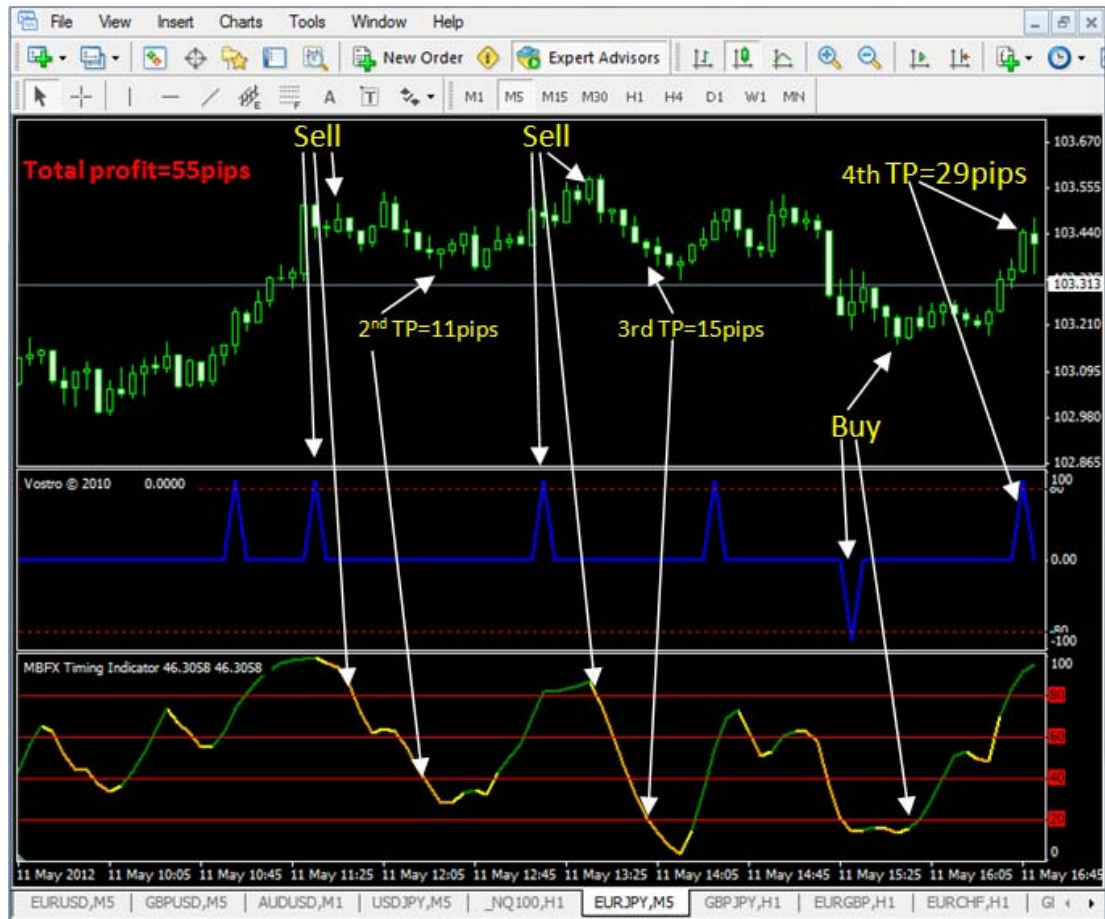 File View Insert Charts Tools Window Help
New Order Expert Advisors
A T M1 M5 M15 M30 H1 H4 D1 W1 MN
Sell Sell
Total profit=55pips
4th TP=29pips
2nd TP=11pips 3rd TP=15pips
Buy
103.670
103.555
103.440
103.313
103.210
103.095
102.980
102.865
Vostro © 2010 0.0000
100
0.00
-80
-100
MBFX Timing Indicator 46.3058 46.3058
100
80
60
40
20
0
11 May 2012 11 May 10:05 11 May 10:45 11 May 11:25 11 May 12:05 11 May 12:45 11 May 13:25 11 May 14:05 11 May 14:45 11 May 15:25 11 May 16:05 11 May 16:45
EURUSD,M5 GBPUSD,M5 AUDUSD,M1 USDJPY,M5 _NQ100,H1 EURJPY,M5 GBPJPY,H1 EURGBP,H1 EURCHF,H1